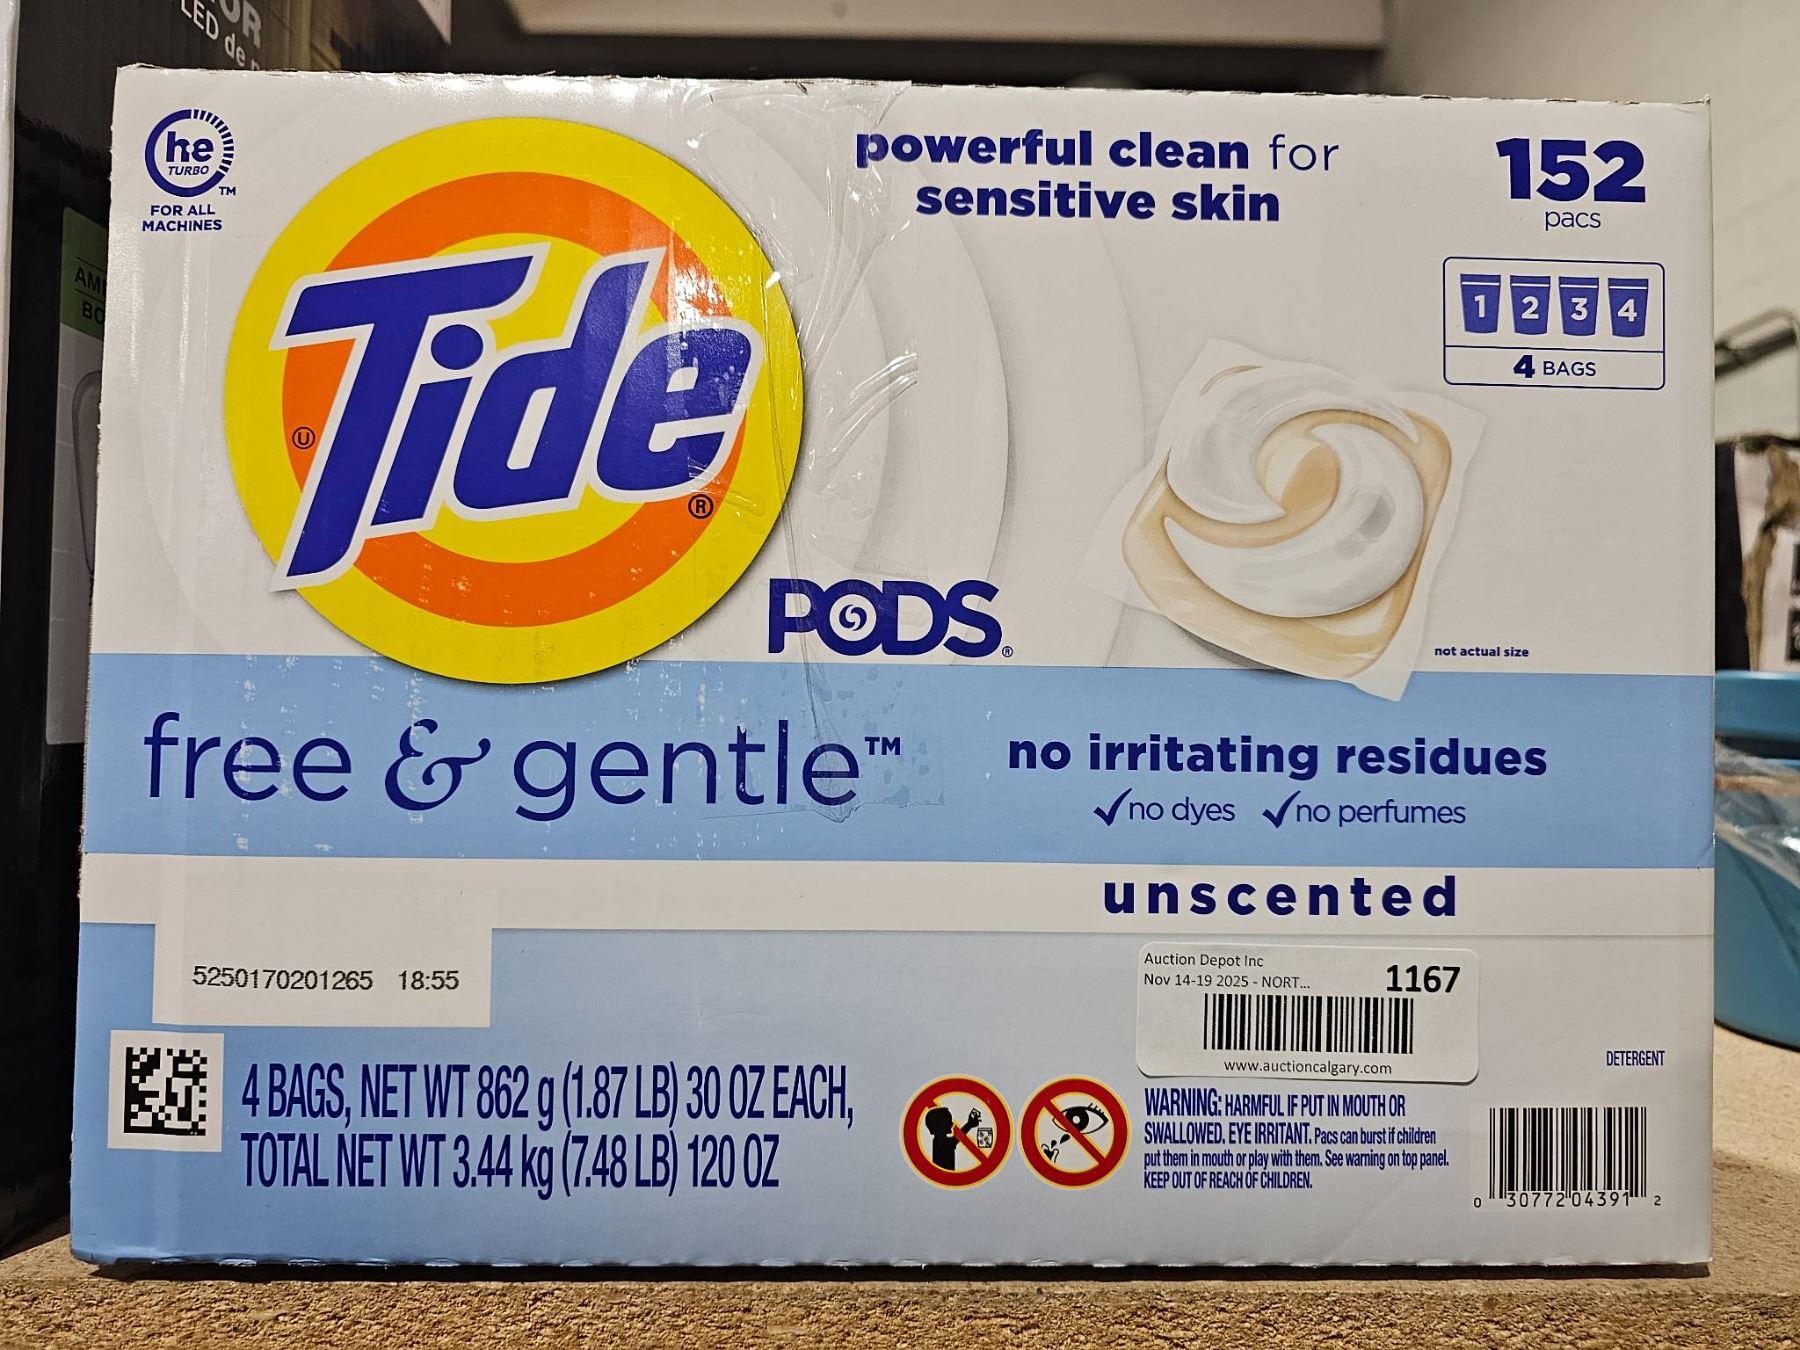 OR
LED de
he
TURBO
TM
FOR ALL
MACHINES
powerful clean for
sensitive skin
152
pacs
1 2 3 4
4 BAGS
Tide
U
®
PODS®
not actual size
free & gentle™
no irritating residues
✓no dyes ✓no perfumes
unscented
5250170201265 18:55
Auction Depot Inc
Nov 14-19 2025 - NORT...
1167
www.auctioncalgary.com
4 BAGS, NET WT 862 g (1.87 LB) 30 OZ EACH,
TOTAL NET WT 3.44 kg (7.48 LB) 120 OZ
WARNING: HARMFUL IF PUT IN MOUTH OR
SWALLOWED. EYE IRRITANT. Pacs can burst if children
put them in mouth or play with them. See warning on top panel.
KEEP OUT OF REACH OF CHILDREN.
DETERGENT
0 30772 04391 2